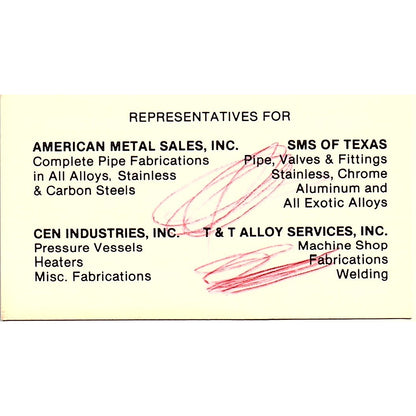 REPRESENTATIVES FOR
AMERICAN METAL SALES, INC.
Complete Pipe Fabrications
in All Alloys, Stainless
& Carbon Steels
SMS OF TEXAS
Pipe, Valves & Fittings
Stainless, Chrome
Aluminum and
All Exotic Alloys
CEN INDUSTRIES, INC.
Pressure Vessels
Heaters
Misc. Fabrications
T & T ALLOY SERVICES, INC.
Machine Shop
Fabrications
Welding